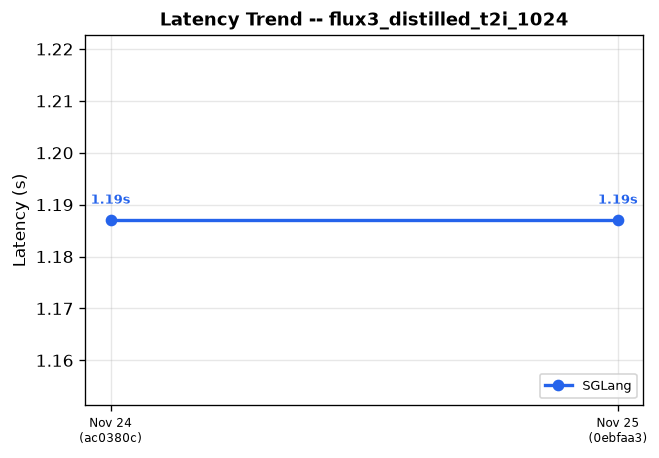 Latency Trend -- flux3_distilled_t2i_1024
Latency (s)
1.22
1.21
1.20
1.19
1.18
1.17
1.16
1.19s
1.19s
SGLang
Nov 24
(ac0380c)
Nov 25
(0ebfaa3)